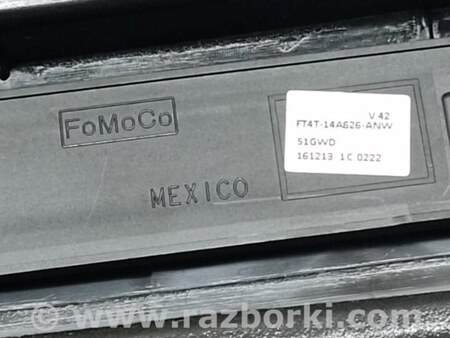 FoMoCo
MEXICO
V 42
FT4T-14A626-ANW
51GWD
161213 1C 0222
© www.razborki.com/